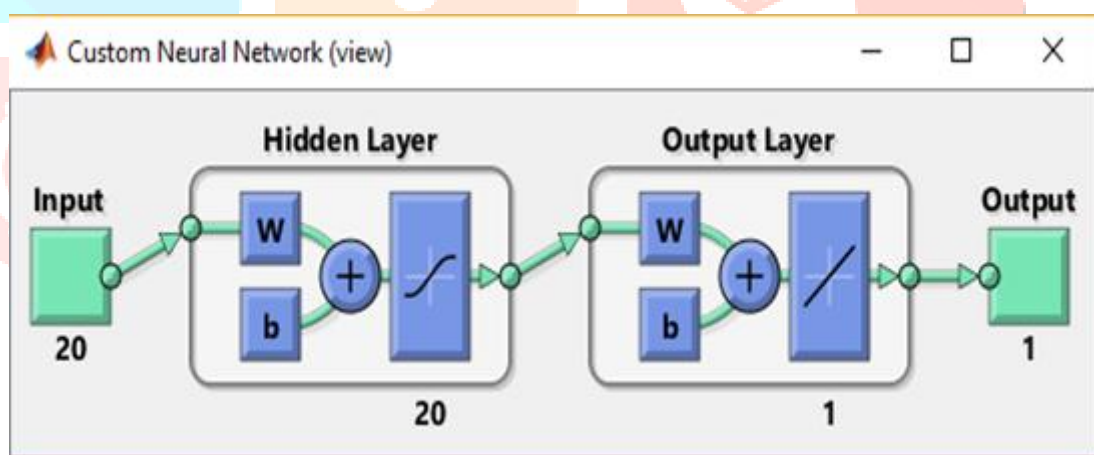 Custom Neural Network (view)
Hidden Layer
Output Layer
Input
Output
W
W
+
+
b
b
20
1
20
1